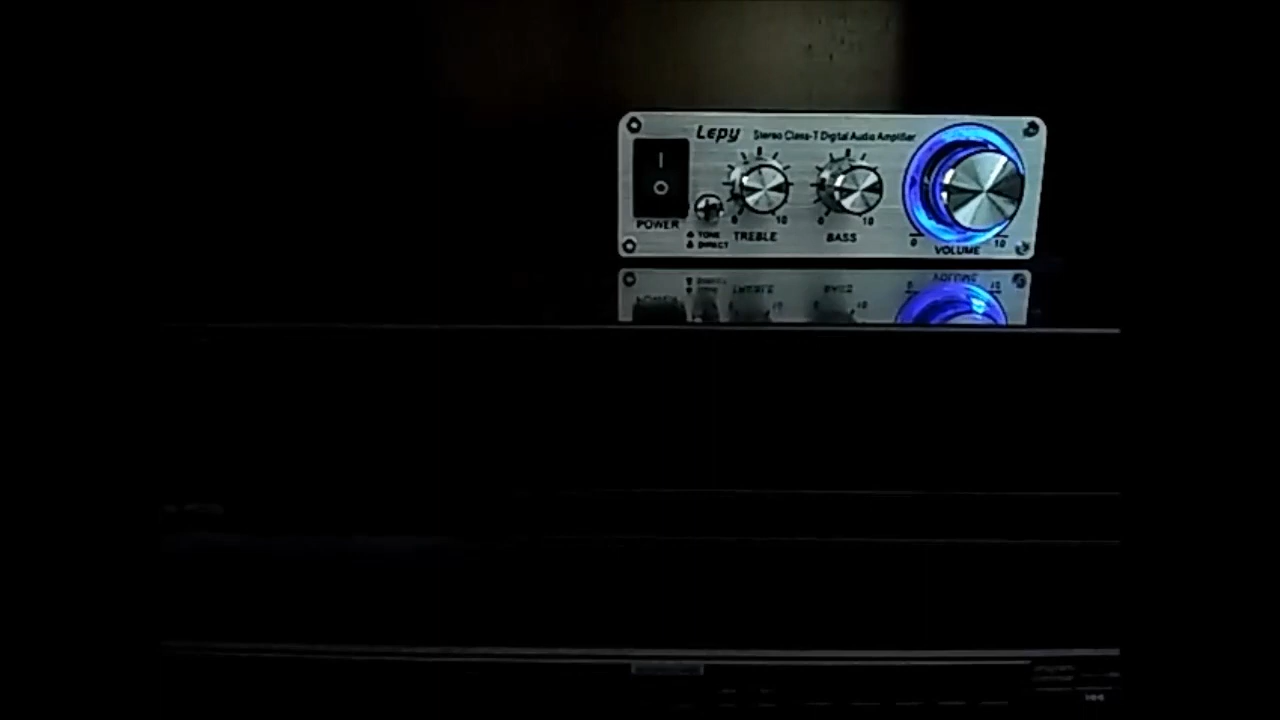 Lepy Stereo Class-T Digital Audio Amplifier
POWER
TONE
DIRECT
0 10
TREBLE
0 10
BASS
0 10
VOLUME